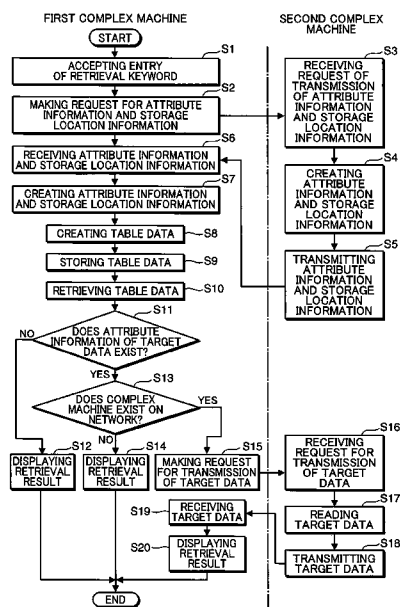 FIRST COMPLEX MACHINE
SECOND COMPLEX
MACHINE
START
S1
ACCEPTING ENTRY
OF RETRIEVAL KEYWORD
S2
MAKING REQUEST FOR ATTRIBUTE
INFORMATION AND STORAGE
LOCATION INFORMATION
S3
RECEIVING
REQUEST OF
TRANSMISSION
OF ATTRIBUTE
INFORMATION
AND STORAGE
LOCATION
INFORMATION
S6
RECEIVING ATTRIBUTE INFORMATION
AND STORAGE LOCATION INFORMATION
S7
CREATING ATTRIBUTE INFORMATION
AND STORAGE LOCATION INFORMATION
S4
CREATING
ATTRIBUTE
INFORMATION
AND STORAGE
LOCATION
INFORMATION
S8
CREATING TABLE DATA
S9
STORING TABLE DATA
S10
RETRIEVING TABLE DATA
S5
TRANSMITTING
ATTRIBUTE
INFORMATION
AND STORAGE
LOCATION
INFORMATION
S11
NO
DOES ATTRIBUTE
INFORMATION OF TARGET
DATA EXIST?
YES
S13
DOES COMPLEX
MACHINE EXIST ON
NETWORK?
YES
NO
S12
DISPLAYING
RETRIEVAL
RESULT
S14
DISPLAYING
RETRIEVAL
RESULT
S15
MAKING REQUEST
FOR TRANSMISSION
OF TARGET DATA
S16
RECEIVING
REQUEST FOR
TRANSMISSION
OF TARGET
DATA
S17
READING
TARGET DATA
S18
TRANSMITTING
TARGET DATA
S19
RECEIVING
TARGET DATA
S20
DISPLAYING
RETRIEVAL
RESULT
END